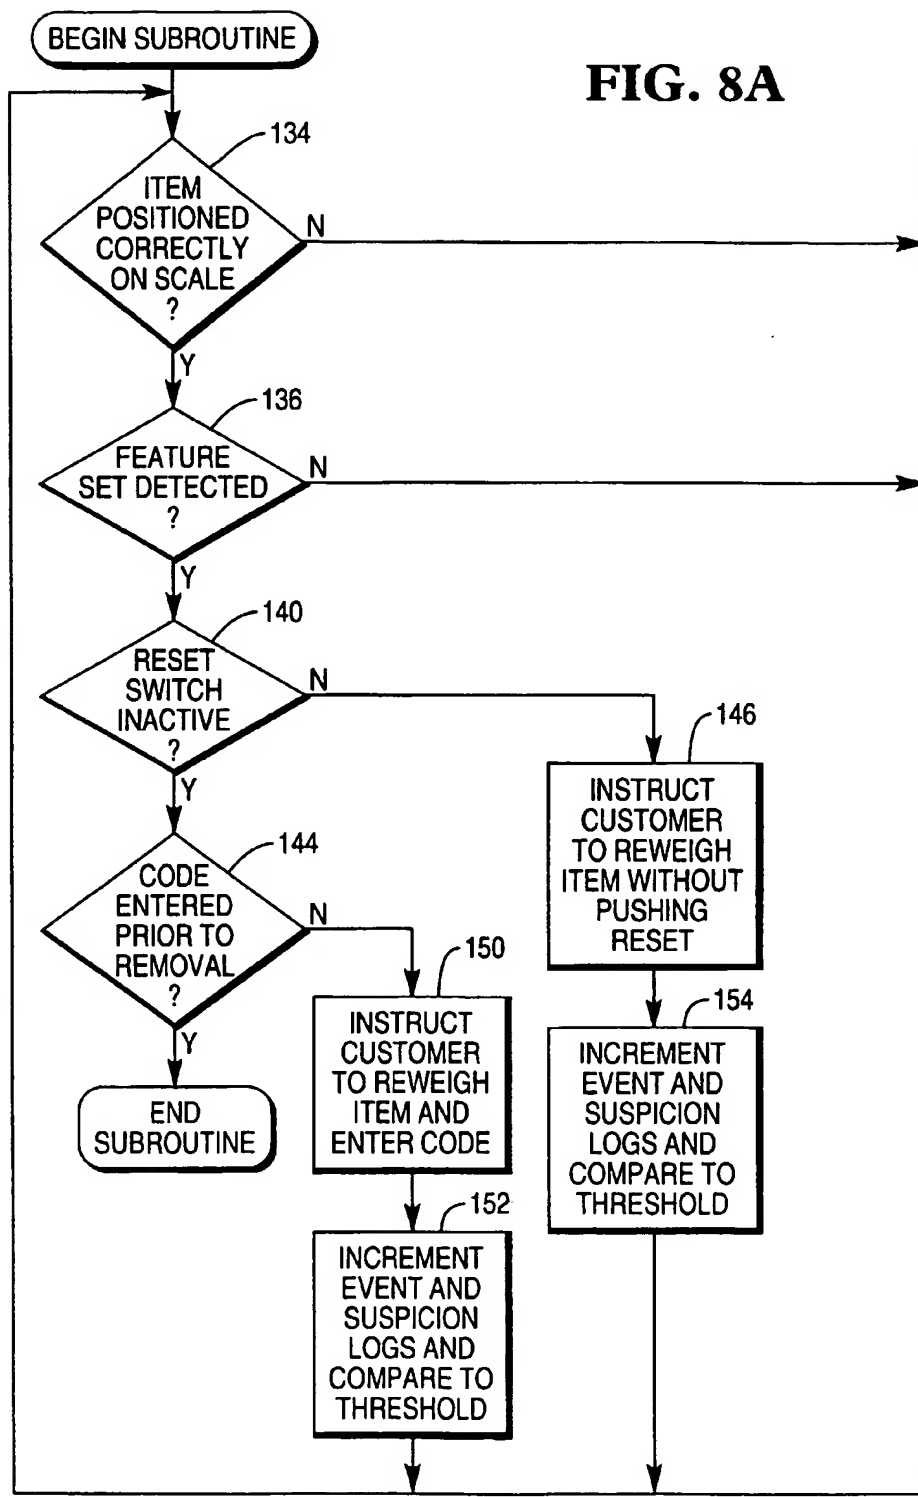 BEGIN SUBROUTINE
FIG. 8A
134
ITEM
POSITIONED
CORRECTLY
ON SCALE
?
N
Y
136
FEATURE
SET DETECTED
?
N
Y
140
RESET
SWITCH
INACTIVE
?
N
Y
146
INSTRUCT
CUSTOMER
TO REWEIGH
ITEM WITHOUT
PUSHING
RESET
144
CODE
ENTERED
PRIOR TO
REMOVAL
?
N
Y
150
INSTRUCT
CUSTOMER
TO REWEIGH
ITEM AND
ENTER CODE
154
INCREMENT
EVENT AND
SUSPICION
LOGS AND
COMPARE TO
THRESHOLD
END
SUBROUTINE
152
INCREMENT
EVENT AND
SUSPICION
LOGS AND
COMPARE TO
THRESHOLD